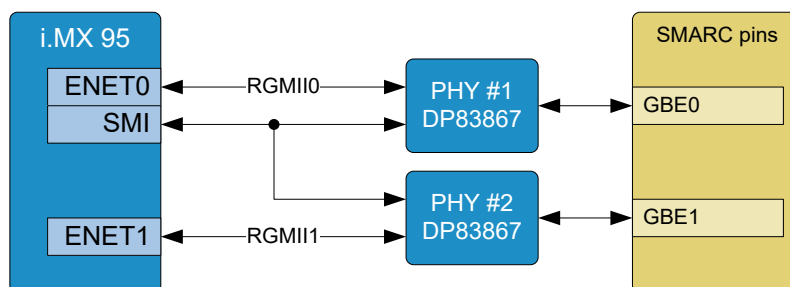 i.MX 95
SMARC pins
ENET0
RGMII0
PHY #1
DP83867
GBE0
SMI
PHY #2
DP83867
GBE1
ENET1
RGMII1